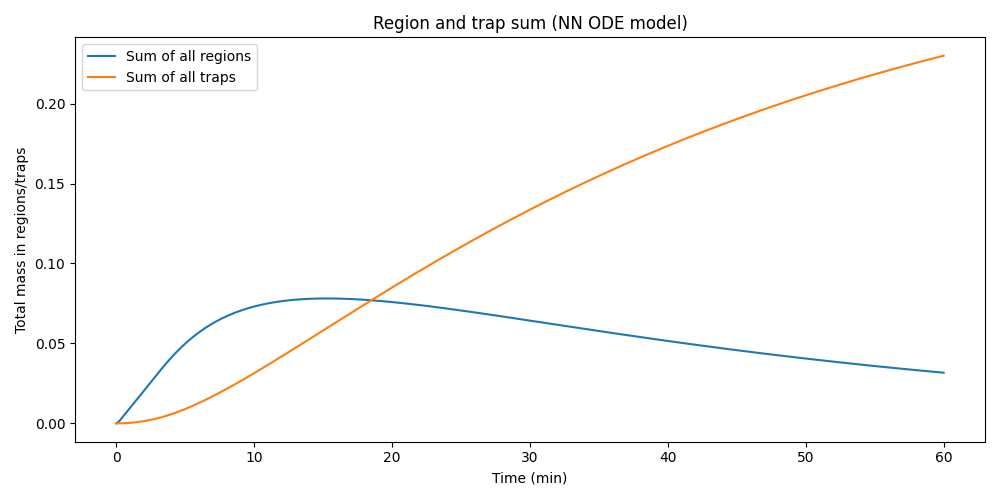 Region and trap sum (NN ODE model)
Sum of all regions
Sum of all traps
Total mass in regions/traps
0.20
0.15
0.10
0.05
0.00
0 10 20 30 40 50 60
Time (min)